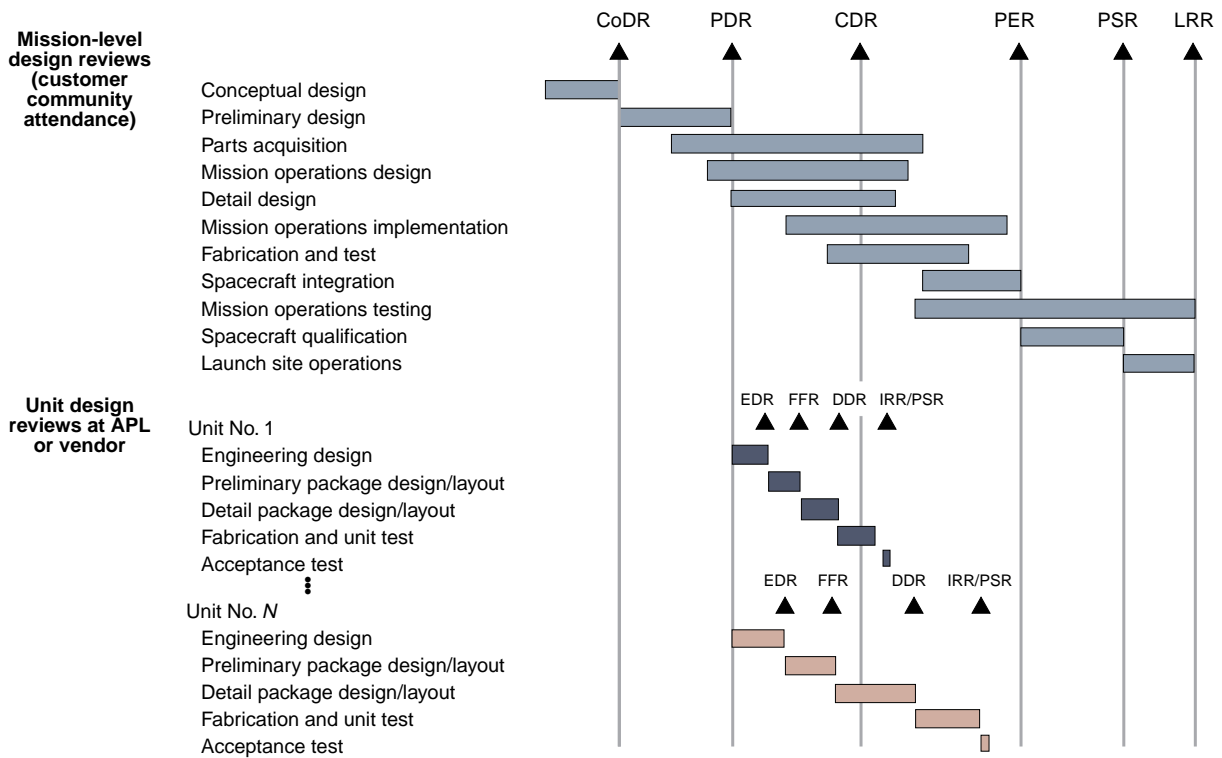 CoDR PDR CDR PER PSR LRR
Mission-level
design reviews
(customer
community
attendance)
Conceptual design
Preliminary design
Parts acquisition
Mission operations design
Detail design
Mission operations implementation
Fabrication and test
Spacecraft integration
Mission operations testing
Spacecraft qualification
Launch site operations
Unit design
reviews at APL
or vendor
EDR FFR DDR IRR/PSR
Unit No. 1
Engineering design
Preliminary package design/layout
Detail package design/layout
Fabrication and unit test
Acceptance test
EDR FFR DDR IRR/PSR
Unit No. N
Engineering design
Preliminary package design/layout
Detail package design/layout
Fabrication and unit test
Acceptance test